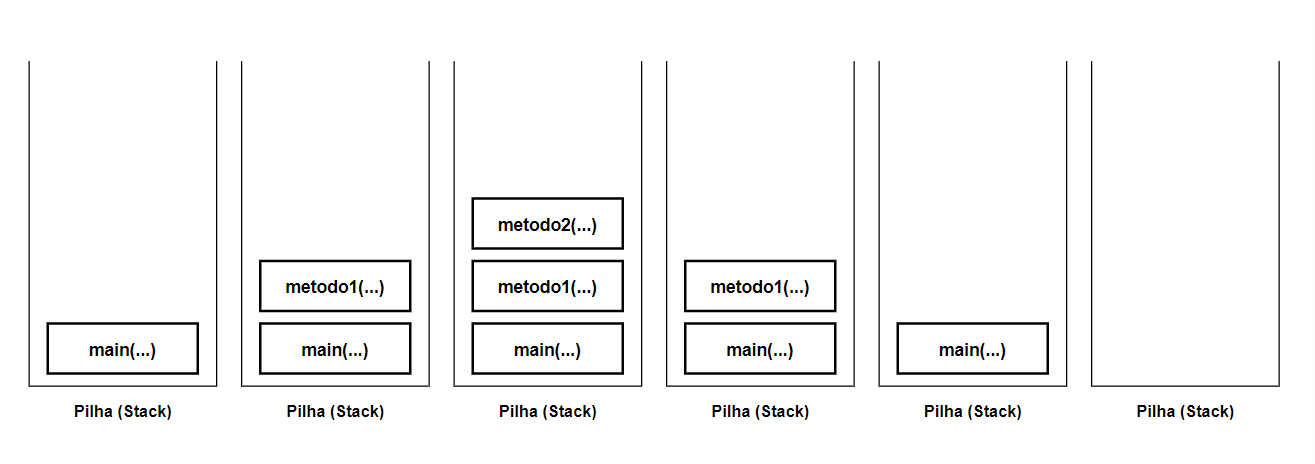 metodo2(...)
metodo1(...)
metodo1(...)
metodo1(...)
main(...)
main(...)
main(...)
main(...)
main(...)
Pilha (Stack)
Pilha (Stack)
Pilha (Stack)
Pilha (Stack)
Pilha (Stack)
Pilha (Stack)